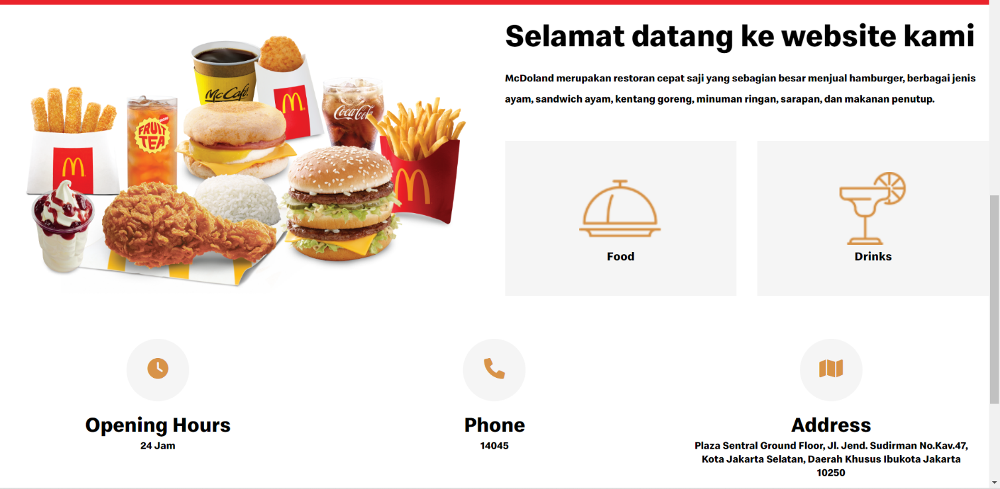 Selamat datang ke website kami
McDoland merupakan restoran cepat saji yang sebagian besar menjual hamburger, berbagai jenis
ayam, sandwich ayam, kentang goreng, minuman ringan, sarapan, dan makanan penutup.
McCafé
Coca-Cola
FRUIT
TEA
Food
Drinks
Opening Hours
24 Jam
Phone
14045
Address
Plaza Sentral Ground Floor, Jl. Jend. Sudirman No.Kav.47,
Kota Jakarta Selatan, Daerah Khusus Ibukota Jakarta
10250